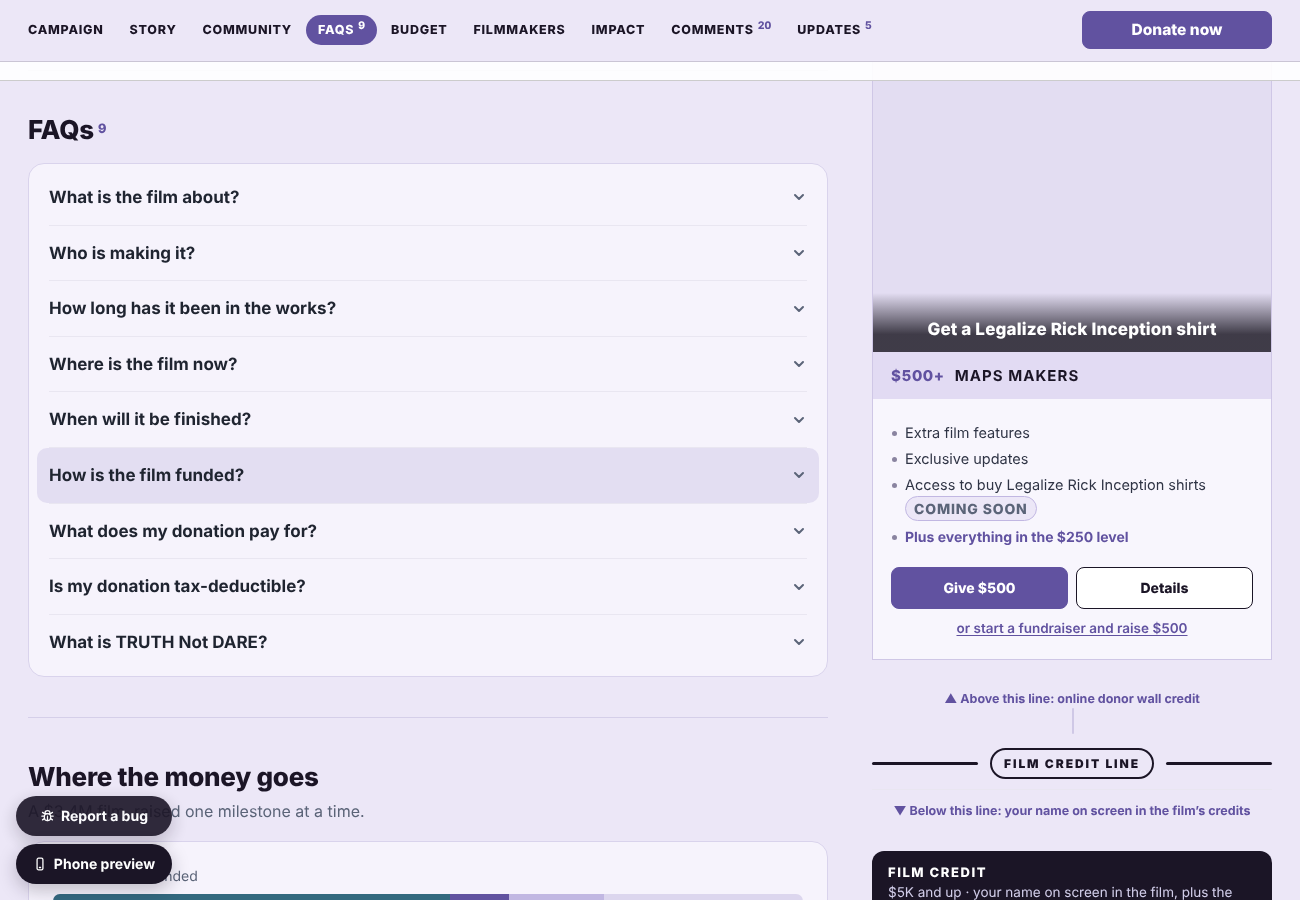 CAMPAIGN STORY COMMUNITY FAQS 9 BUDGET FILMMAKERS IMPACT COMMENTS 20 UPDATES 5 Donate now
FAQs 9
What is the film about?
Who is making it?
How long has it been in the works?
Where is the film now?
When will it be finished?
How is the film funded?
What does my donation pay for?
Is my donation tax-deductible?
What is TRUTH Not DARE?
Where the money goes
raised one milestone at a time.
Report a bug
Phone preview
Get a Legalize Rick Inception shirt
$500+ MAPS MAKERS
Extra film features
Exclusive updates
Access to buy Legalize Rick Inception shirts
COMING SOON
Plus everything in the $250 level
Give $500 Details
or start a fundraiser and raise $500
▲ Above this line: online donor wall credit
FILM CREDIT LINE
▼ Below this line: your name on screen in the film’s credits
FILM CREDIT
$5K and up · your name on screen in the film, plus the